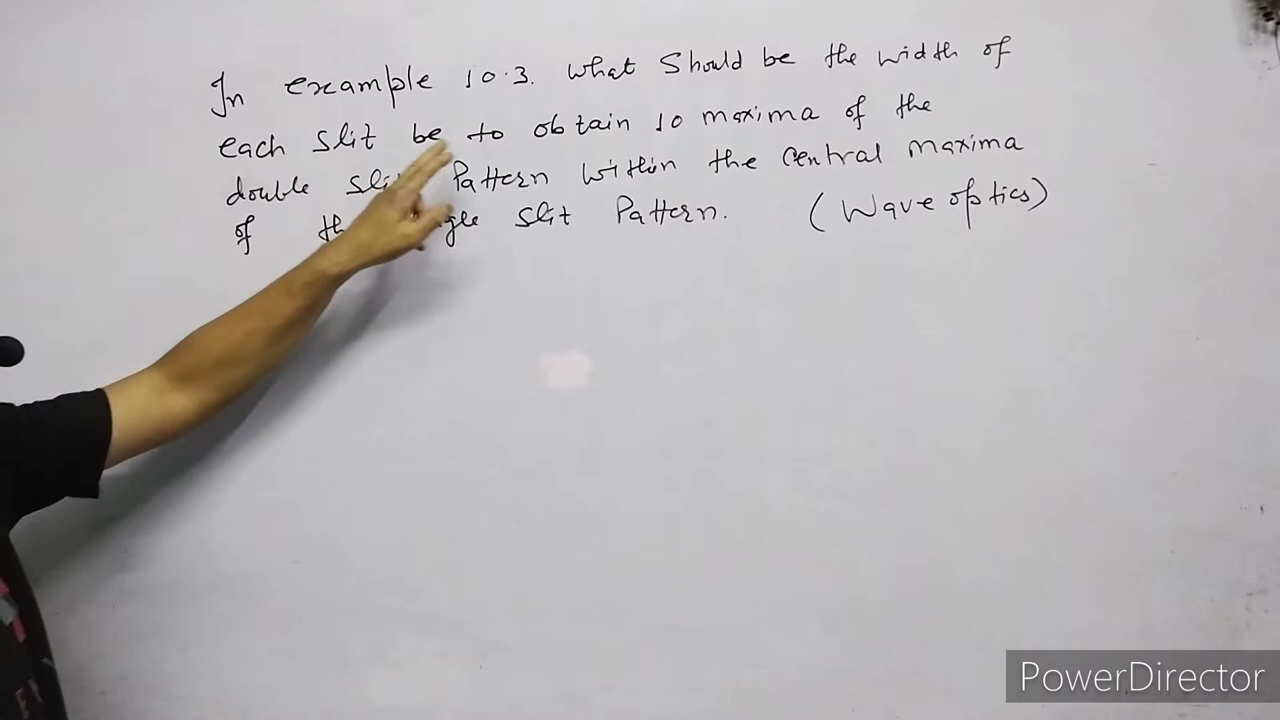 In example 10.3. What Should be the width of
each slit be to obtain 10 maxima of the
double Pattern within the central maxima
of slit Pattern. (Wave optics)
PowerDirector